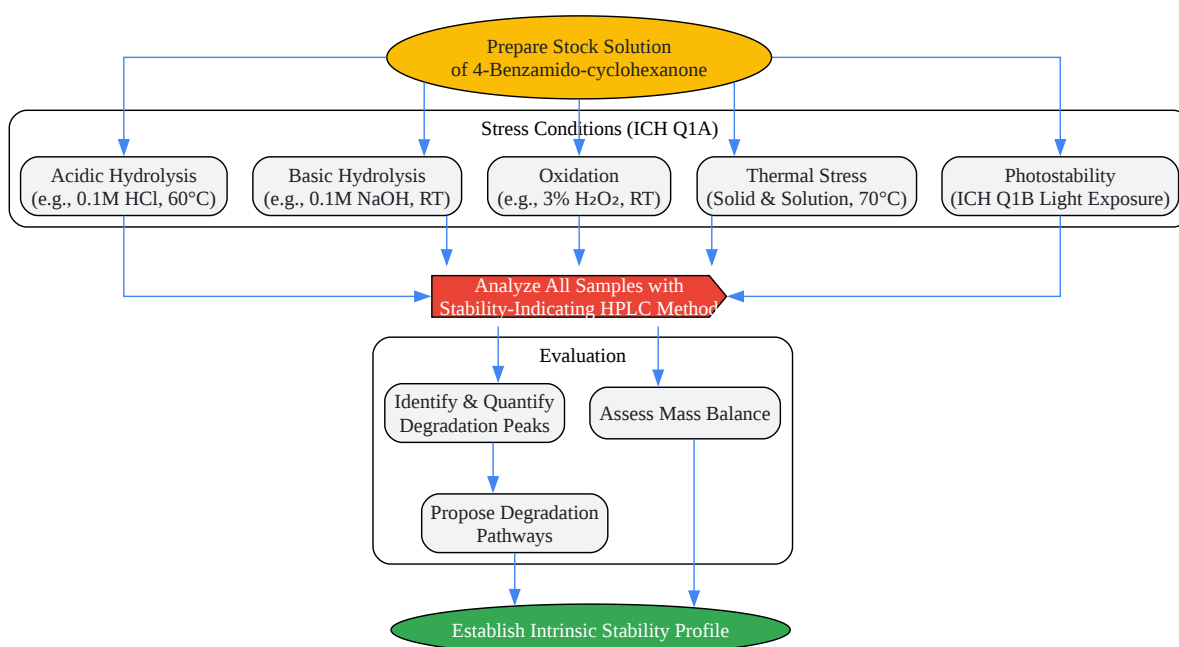 Prepare Stock Solution
of 4-Benzamido-cyclohexanone
Stress Conditions (ICH Q1A)
Acidic Hydrolysis
(e.g., 0.1M HCl, 60°C)
Basic Hydrolysis
(e.g., 0.1M NaOH, RT)
Oxidation
(e.g., 3% H₂O₂, RT)
Thermal Stress
(Solid & Solution, 70°C)
Photostability
(ICH Q1B Light Exposure)
Analyze All Samples with
Stability-Indicating HPLC Method
Evaluation
Identify & Quantify
Degradation Peaks
Assess Mass Balance
Propose Degradation
Pathways
Establish Intrinsic Stability Profile